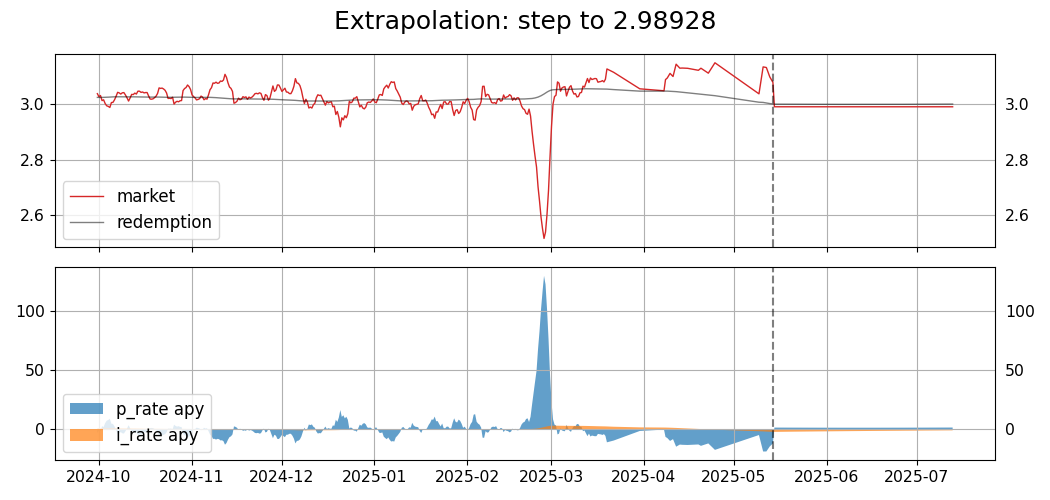 Extrapolation: step to 2.98928
3.0 3.0
2.8 2.8
2.6 2.6
market
redemption
100 100
50 50
0 0
p_rate apy
i_rate apy
2024-10 2024-11 2024-12 2025-01 2025-02 2025-03 2025-04 2025-05 2025-06 2025-07